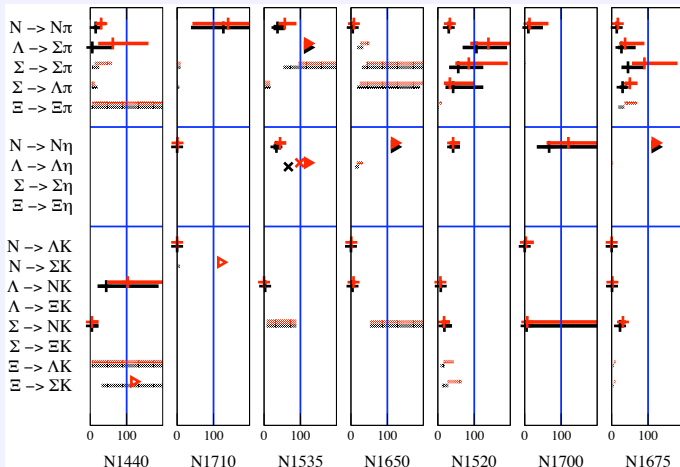 N −> Nπ
Λ −> Σπ
Σ −> Σπ
Σ −> Λπ
Ξ −> Ξπ
N −> Nη
Λ −> Λη
Σ −> Ση
Ξ −> Ξη
N −> ΛK
N −> ΣK
Λ −> NK
Λ −> ΞK
Σ −> NK
Σ −> ΞK
Ξ −> ΛK
Ξ −> ΣK
0 100 0 100 0 100 0 100 0 100 0 100 0 100
N1440 N1710 N1535 N1650 N1520 N1700 N1675